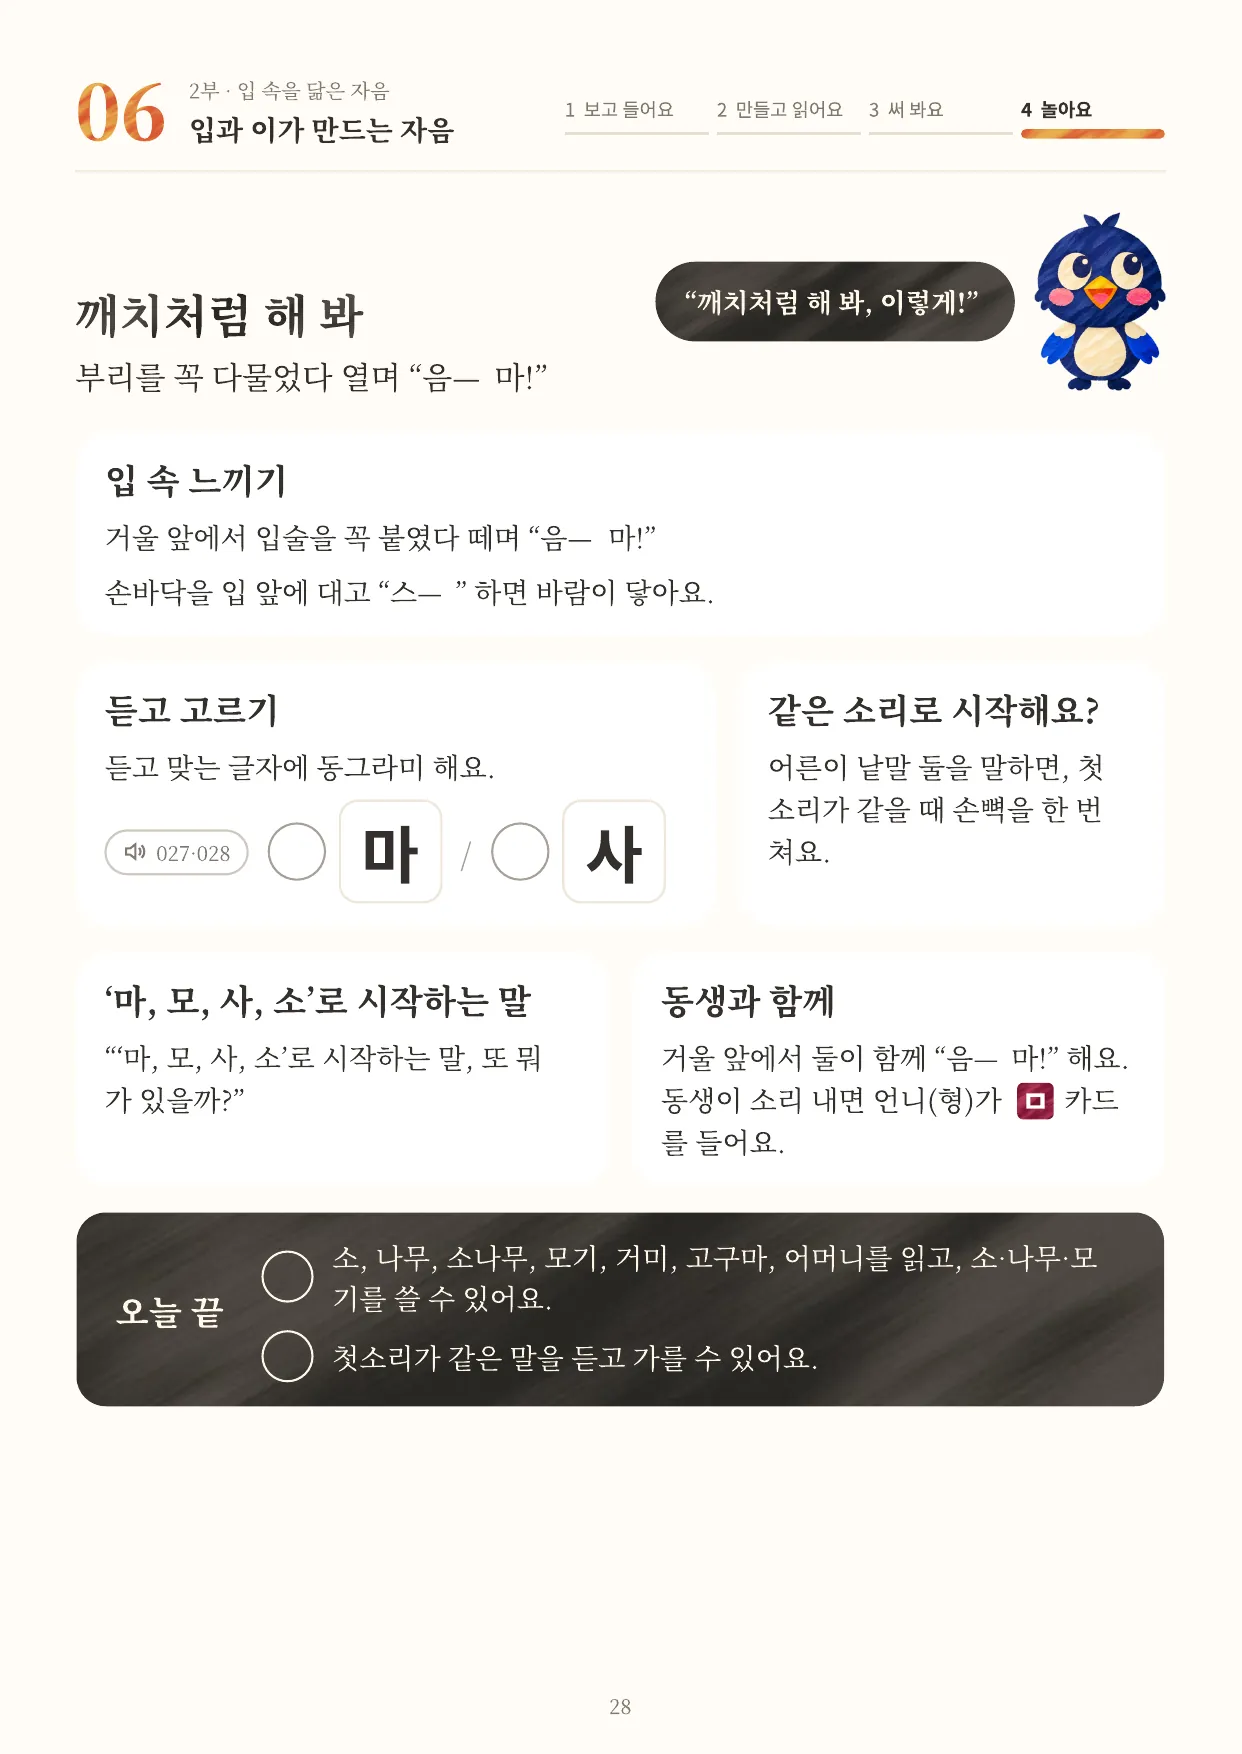 06
2부 · 입 속을 닮은 자음
입과 이가 만드는 자음
1 보고 들어요
2 만들고 읽어요
3 써 봐요
4 놀아요
“깨치처럼 해 봐, 이렇게!”
깨치처럼 해 봐
부리를 꼭 다물었다 열며 “음— 마!”
입 속 느끼기
거울 앞에서 입술을 꼭 붙였다 떼며 “음— 마!”
손바닥을 입 앞에 대고 “스— ” 하면 바람이 닿아요.
듣고 고르기
듣고 맞는 글자에 동그라미 해요.
027·028
마 / 사
같은 소리로 시작해요?
어른이 낱말 둘을 말하면, 첫
소리가 같을 때 손뼉을 한 번
쳐요.
‘마, 모, 사, 소’로 시작하는 말
“‘마, 모, 사, 소’로 시작하는 말, 또 뭐
가 있을까?”
동생과 함께
거울 앞에서 둘이 함께 “음— 마!” 해요.
동생이 소리 내면 언니(형)가 ㅁ 카드
를 들어요.
오늘 끝
소, 나무, 소나무, 모기, 거미, 고구마, 어머니를 읽고, 소·나무·모
기를 쓸 수 있어요.
첫소리가 같은 말을 듣고 가를 수 있어요.
28